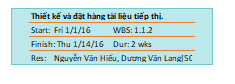 Thiết kế và đặt hàng tài liệu tiếp thị.
Start: Fri 1/1/16 WBS: 1.1.2
Finish: Thu 1/14/16 Dur: 2 wks
Res: Nguyễn Văn Hiếu, Dương Văn Lang[50